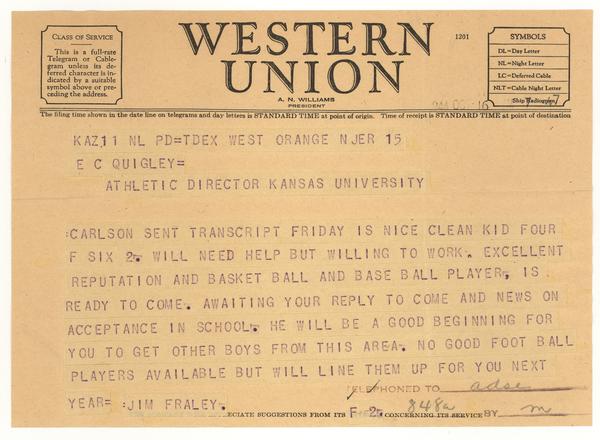 CLASS OF SERVICE
This is a full-rate
Telegram or Cable-
gram unless its de-
ferred character is in-
dicated by a suitable
symbol above or pre-
ceding the address.
WESTERN
UNION
1201
A. N. WILLIAMS
PRESIDENT
SYMBOLS
DL=Day Letter
NL=Night Letter
LC=Deferred Cable
NLT=Cable Night Letter
Ship Radiogram
The filing time shown in the date line on telegrams and day letters is STANDARD TIME at point of origin. Time of receipt is STANDARD TIME at point of destination
KAZ11 NL PD=TDEX WEST ORANGE NJER 15
E C QUIGLEY=
ATHLETIC DIRECTOR KANSAS UNIVERSITY
:CARLSON SENT TRANSCRIPT FRIDAY IS NICE CLEAN KID FOUR
F SIX 2. WILL NEED HELP BUT WILLING TO WORK. EXCELLENT
REPUTATION AND BASKET BALL AND BASE BALL PLAYER, IS
READY TO COME. AWAITING YOUR REPLY TO COME AND NEWS ON
ACCEPTANCE IN SCHOOL. HE WILL BE A GOOD BEGINNING FOR
YOU TO GET OTHER BOYS FROM THIS AREA. NO GOOD FOOT BALL
PLAYERS AVAILABLE BUT WILL LINE THEM UP FOR YOU NEXT
TELEPHONED TO
YEAR= :JIM FRALEY.
ECIATE SUGGESTIONS FROM ITS F-2. CONCERNING ITS SERVICE
848a BY m